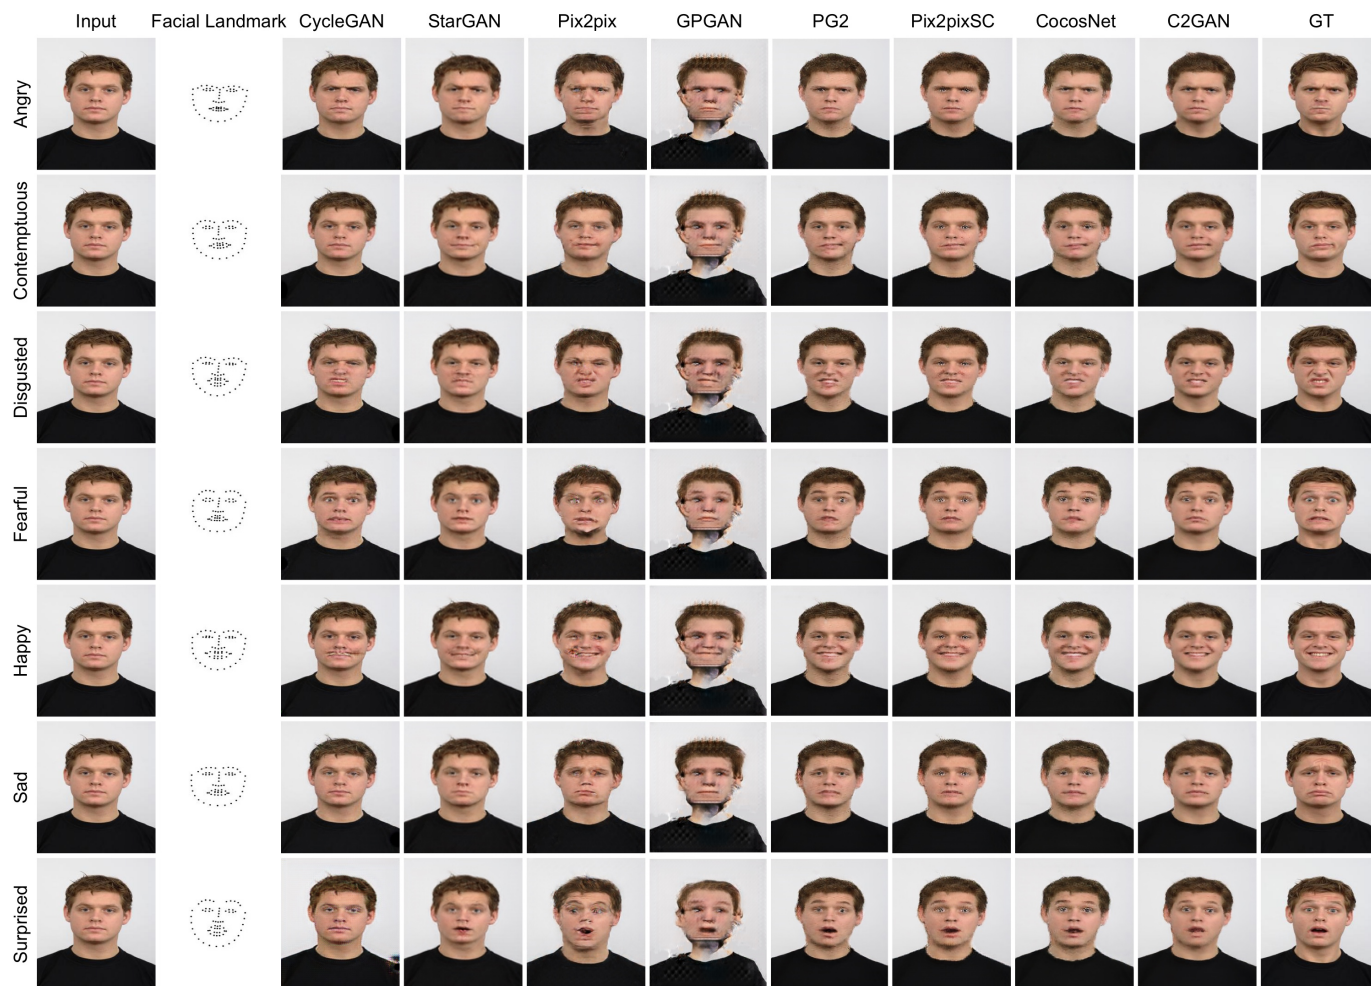 Input Facial Landmark CycleGAN StarGAN Pix2pix GPGAN PG2 Pix2pixSC CocosNet C2GAN GT
Angry
Contemptuous
Disgusted
Fearful
Happy
Sad
Surprised